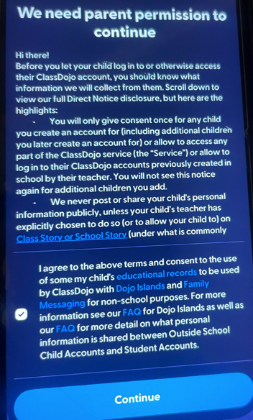 We need parent permission to
continue
Hi there!
Before you let your child log in to or otherwise access
their ClassDojo account, you should know what
information we will collect from them. Scroll down to
view our full Direct Notice disclosure, but here are the
highlights:
- You will only give consent once for any child
you create an account for (including additional children
you later create an account for) or allow to access any
part of the ClassDojo service (the "Service") or allow to
log in to their ClassDojo accounts previously created in
school by their teacher. You will not see this notice
again for additional children you add.
- We never post or share your child's personal
information publicly, unless your child's teacher has
explicitly chosen to do so (or to allow your child to) on
Class Story or School Story (under what is commonly
I agree to the above terms and consent to the use
of some my child's educational records to be used
by ClassDojo with Dojo Islands and Family
Messaging for non-school purposes. For more
information see our FAQ for Dojo Islands as well as
our FAQ for more detail on what personal
information is shared between Outside School
Child Accounts and Student Accounts.
Continue